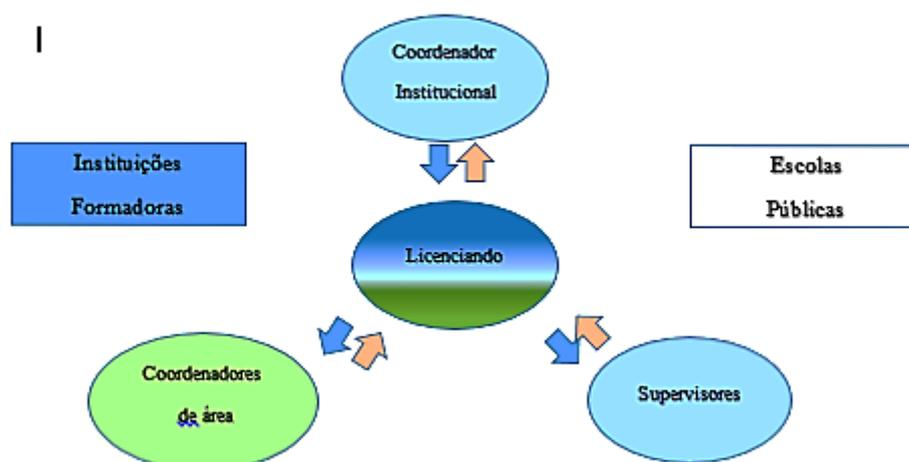 I
Coordenador
Institucional
Instituições
Formadoras
Escolas
Públicas
Licenciando
Coordenadores
de área
Supervisores